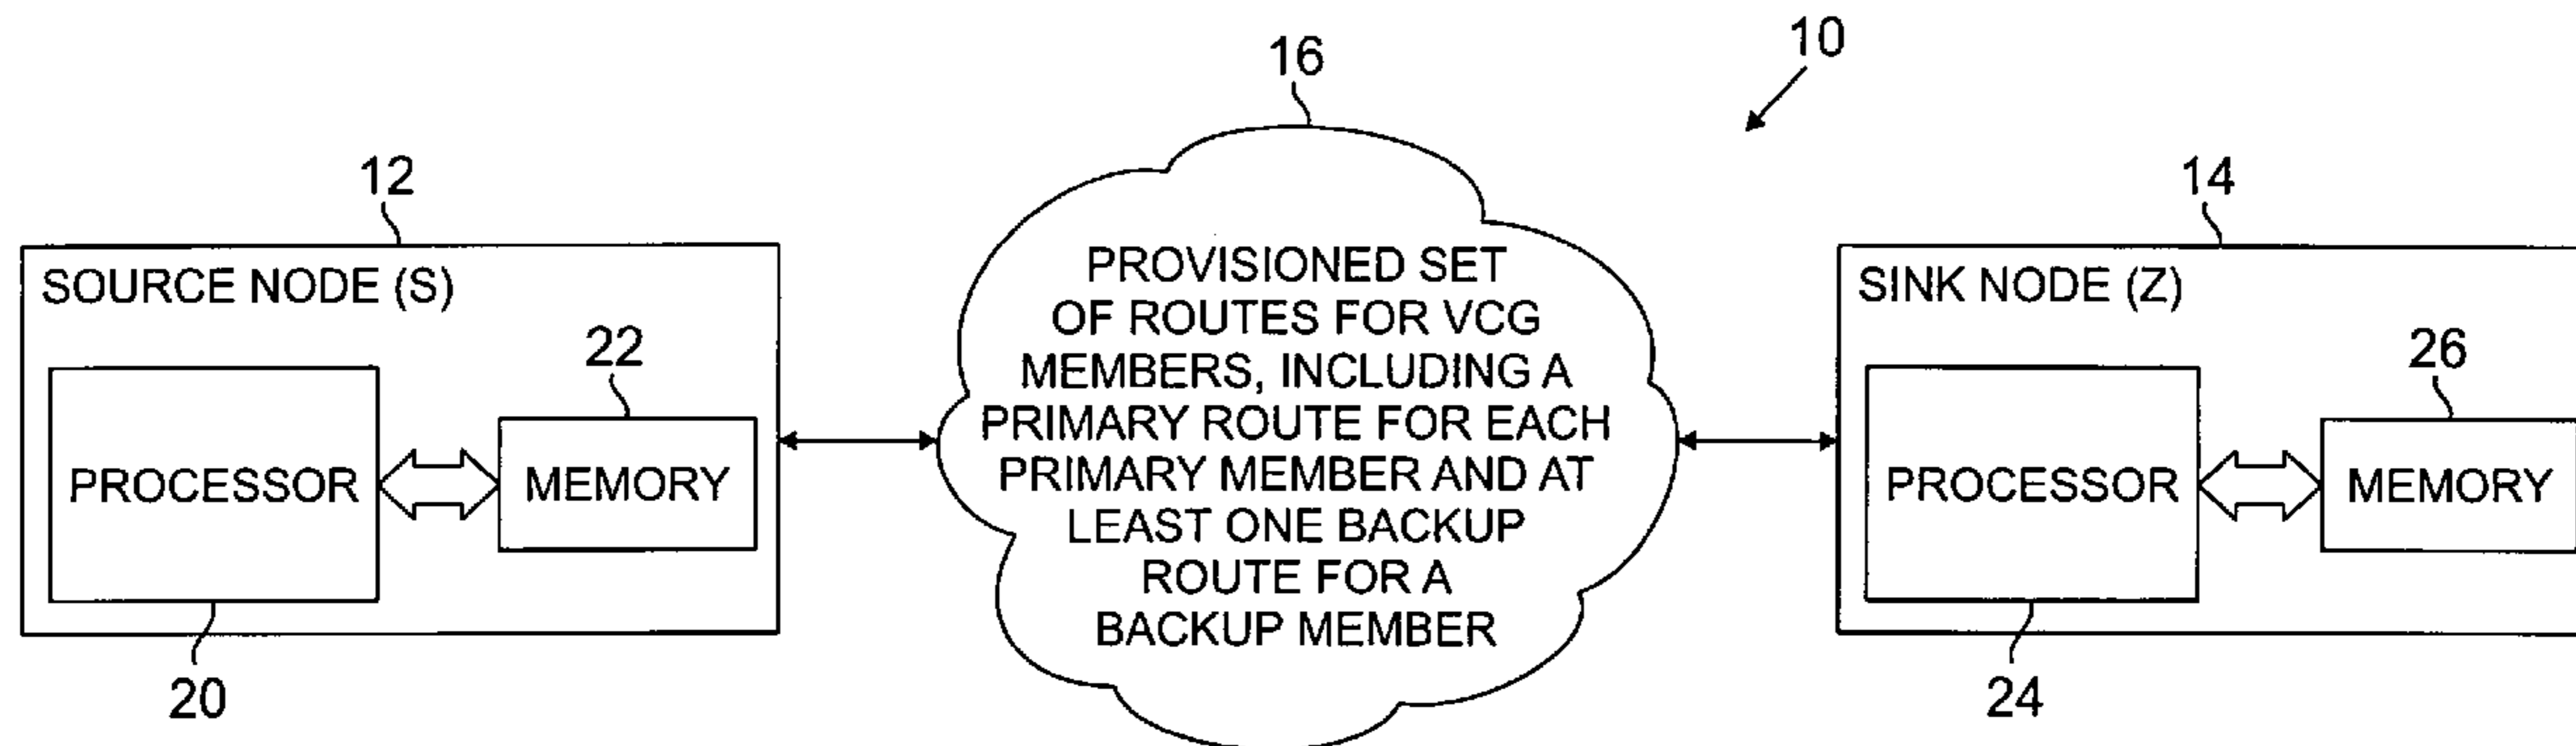 10
16
12
14
SOURCE NODE (S)
22
PROCESSOR
MEMORY
20
PROVISIONED SET
OF ROUTES FOR VCG
MEMBERS, INCLUDING A
PRIMARY ROUTE FOR EACH
PRIMARY MEMBER AND AT
LEAST ONE BACKUP
ROUTE FOR A
BACKUP MEMBER
SINK NODE (Z)
26
PROCESSOR
MEMORY
24